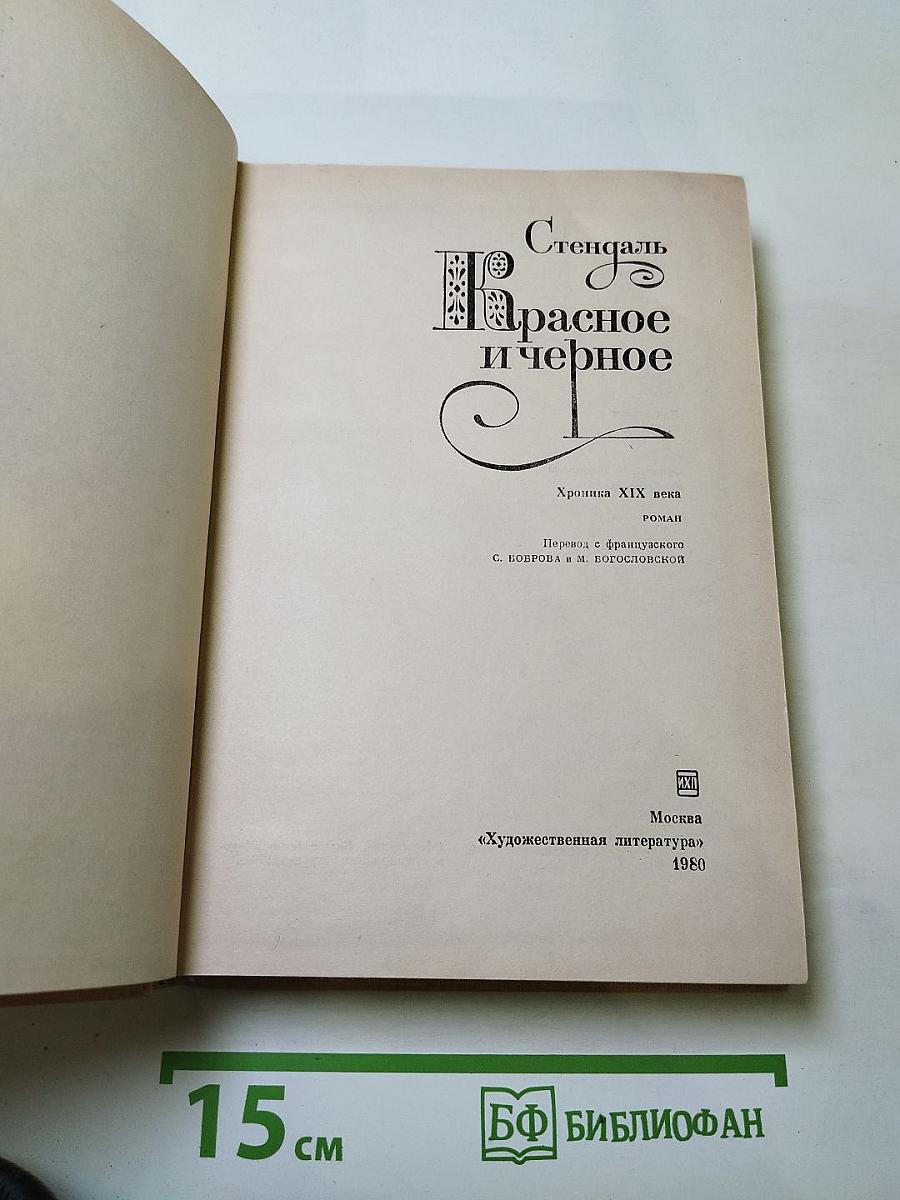 Стендаль
Красное
и черное
Хроника XIX века
РОМАН
Перевод с французского
С. БОБРОВА и М. БОГОСЛОВСКОЙ
ИХЛ
Москва
«Художественная литература»
1980
15 см
БФ БИБЛИОФАН